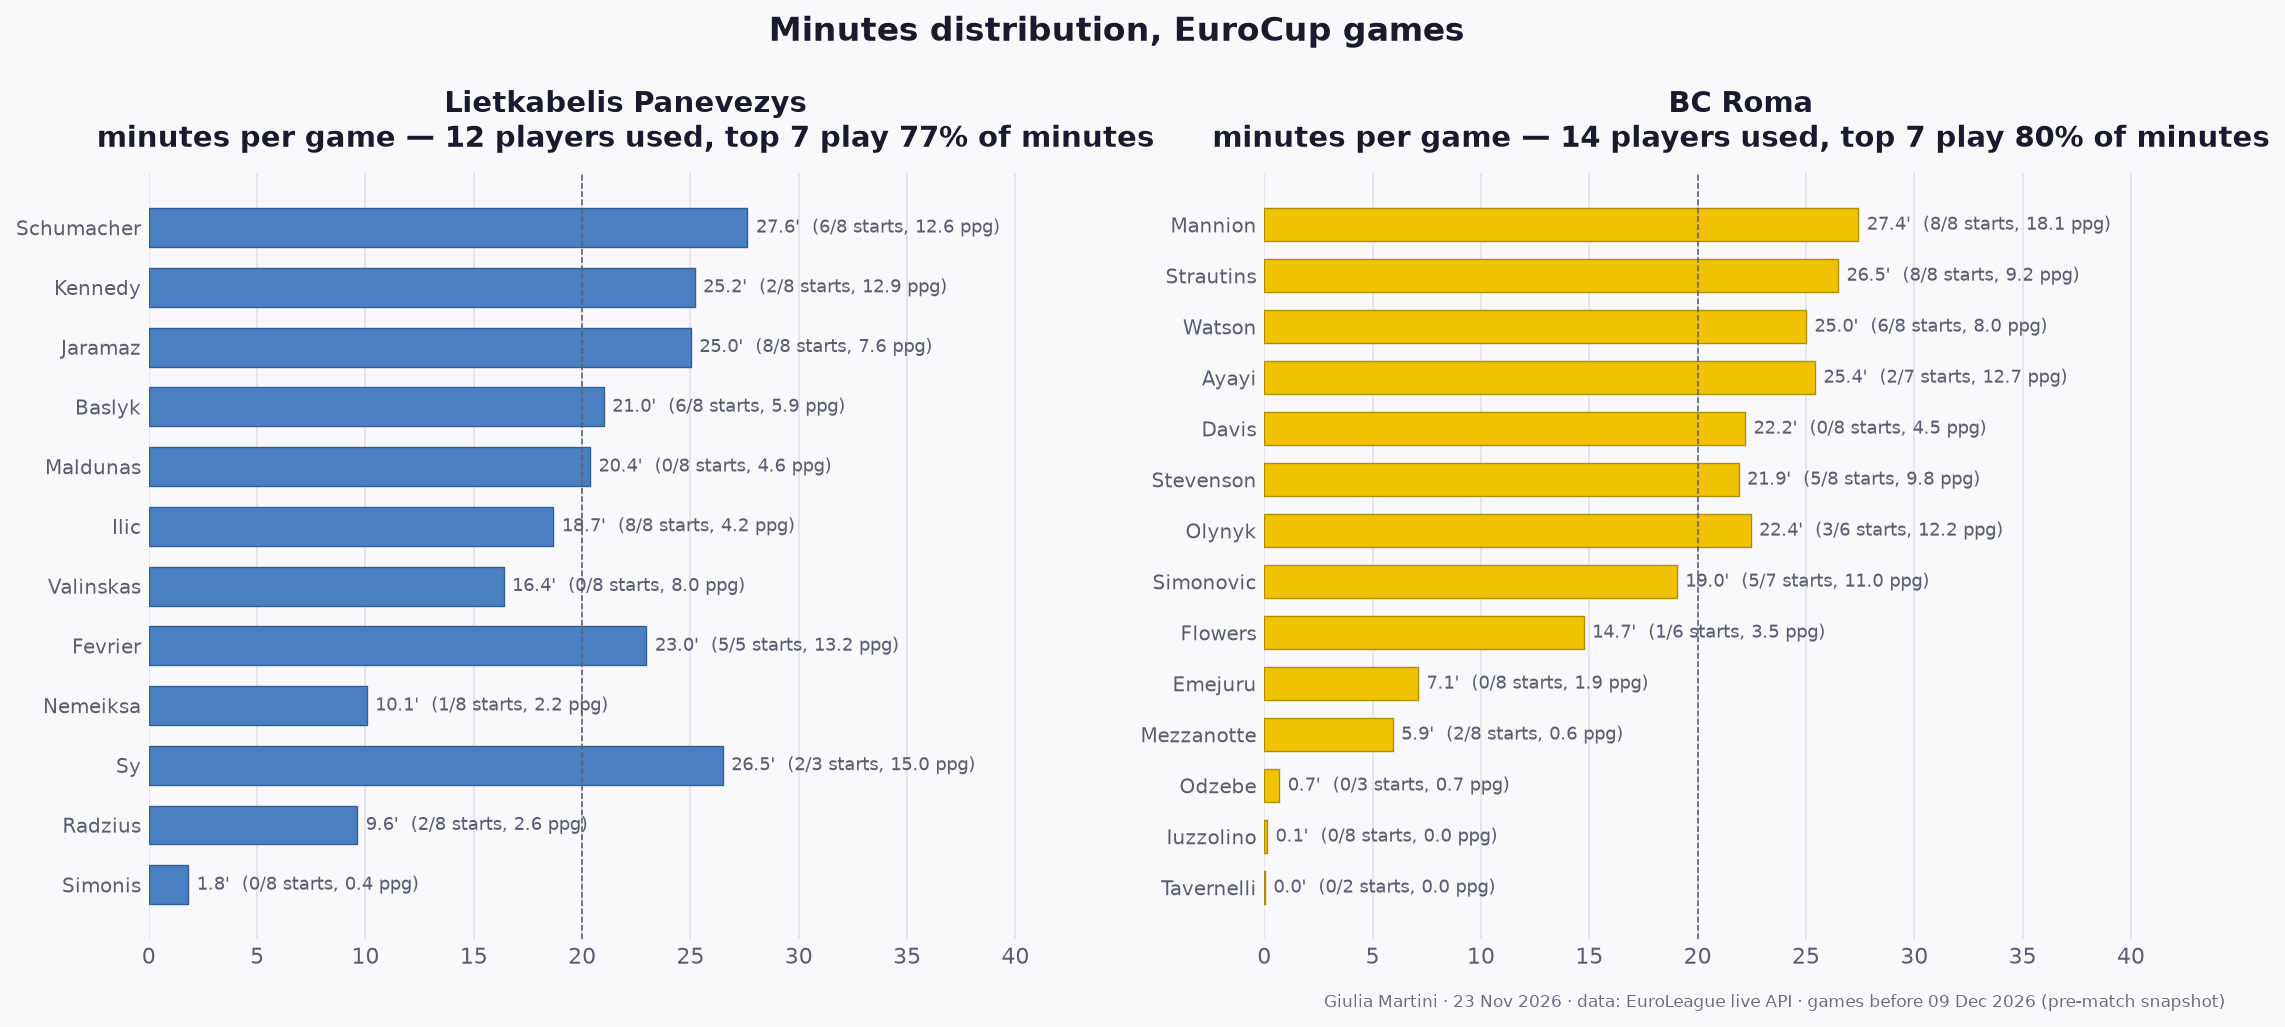 Minutes distribution, EuroCup games
Lietkabelis Panevezys
minutes per game — 12 players used, top 7 play 77% of minutes
Schumacher 27.6' (6/8 starts, 12.6 ppg)
Kennedy 25.2' (2/8 starts, 12.9 ppg)
Jaramaz 25.0' (8/8 starts, 7.6 ppg)
Baslyk 21.0' (6/8 starts, 5.9 ppg)
Maldunas 20.4' (0/8 starts, 4.6 ppg)
Ilic 18.7' (8/8 starts, 4.2 ppg)
Valinskas 16.4' (0/8 starts, 8.0 ppg)
Fevrier 23.0' (5/5 starts, 13.2 ppg)
Nemeiksa 10.1' (1/8 starts, 2.2 ppg)
Sy 26.5' (2/3 starts, 15.0 ppg)
Radzius 9.6' (2/8 starts, 2.6 ppg)
Simonis 1.8' (0/8 starts, 0.4 ppg)
0 5 10 15 20 25 30 35 40
BC Roma
minutes per game — 14 players used, top 7 play 80% of minutes
Mannion 27.4' (8/8 starts, 18.1 ppg)
Strautins 26.5' (8/8 starts, 9.2 ppg)
Watson 25.0' (6/8 starts, 8.0 ppg)
Ayayi 25.4' (2/7 starts, 12.7 ppg)
Davis 22.2' (0/8 starts, 4.5 ppg)
Stevenson 21.9' (5/8 starts, 9.8 ppg)
Olynyk 22.4' (3/6 starts, 12.2 ppg)
Simonovic 19.0' (5/7 starts, 11.0 ppg)
Flowers 14.7' (1/6 starts, 3.5 ppg)
Emejuru 7.1' (0/8 starts, 1.9 ppg)
Mezzanotte 5.9' (2/8 starts, 0.6 ppg)
Odzebe 0.7' (0/3 starts, 0.7 ppg)
Iuzzolino 0.1' (0/8 starts, 0.0 ppg)
Tavernelli 0.0' (0/2 starts, 0.0 ppg)
0 5 10 15 20 25 30 35 40
Giulia Martini · 23 Nov 2026 · data: EuroLeague live API · games before 09 Dec 2026 (pre-match snapshot)